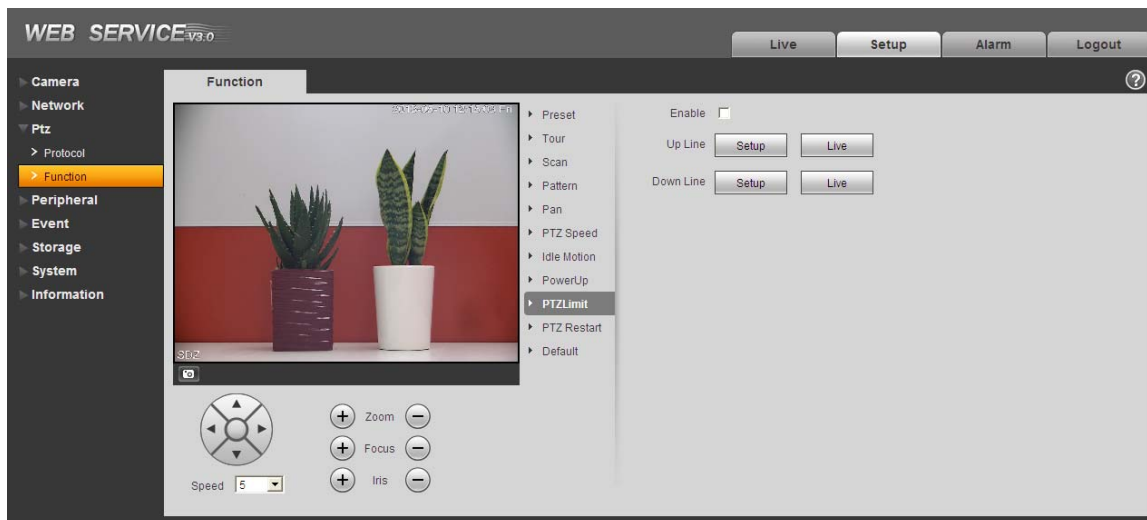 WEB SERVICE V3.0
Live
Setup
Alarm
Logout
Camera
Network
Ptz
Protocol
Function
Peripheral
Event
Storage
System
Information
Function
SDZ
Speed 5
Zoom
Focus
Iris
Preset
Tour
Scan
Pattern
Pan
PTZ Speed
Idle Motion
PowerUp
PTZLimit
PTZ Restart
Default
Enable
Up Line Setup Live
Down Line Setup Live